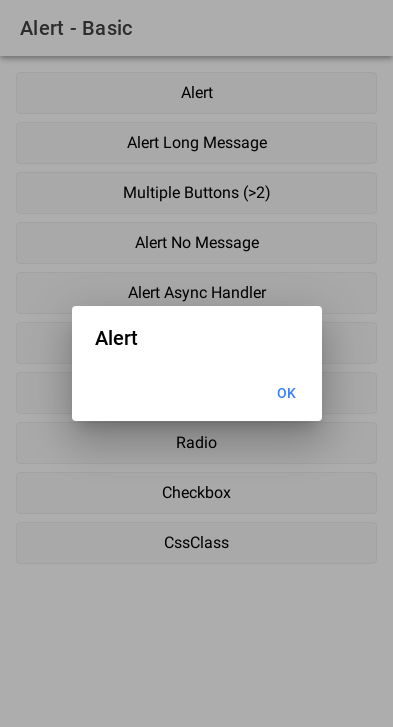 Alert - Basic
Alert
Alert Long Message
Multiple Buttons (>2)
Alert No Message
Alert Async Handler
Alert
OK
Radio
Checkbox
CssClass